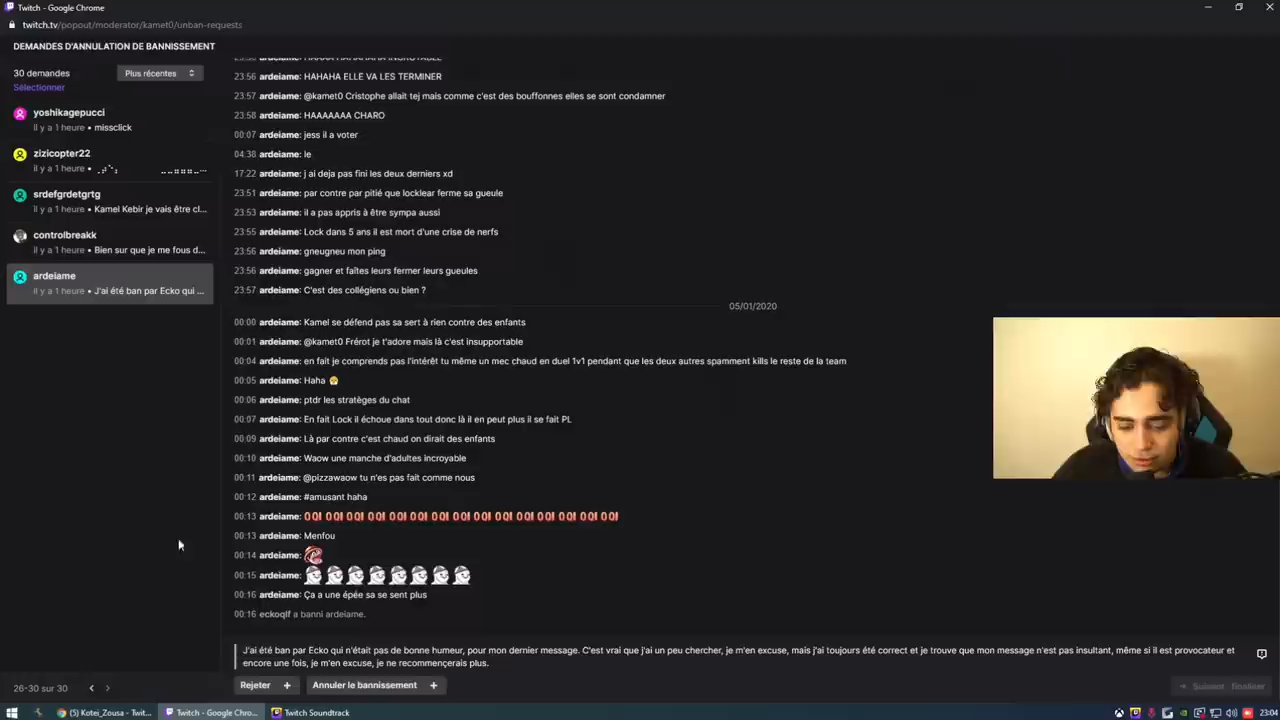 Twitch - Google Chrome
twitch.tv/popout/moderator/kamet0/unban-requests
DEMANDES D'ANNULATION DE BANNISSEMENT
30 demandes
Plus récentes
Sélectionner
yoshikagepucci
Il y a 1 heure • missclick
zizicopter22
Il y a 1 heure •
srdefgrdetgrtg
Il y a 1 heure • Kamel Kebir je vais être cl...
controlbreakk
Il y a 1 heure • Bien sur que je me fous d...
ardeiame
Il y a 1 heure • J'ai été ban par Ecko qui ...
23:56 ardeiame: HAHAHA ELLE VA LES TERMINER
23:57 ardeiame: @kamet0 Cristophe allait tej mais comme c'est des bouffonnes elles se sont condamner
23:58 ardeiame: HAAAAAAA CHARO
00:07 ardeiame: jess il a voter
04:38 ardeiame: le
17:22 ardeiame: j ai deja pas fini les deux derniers xd
23:51 ardeiame: par contre par pitié que locklear ferme sa gueule
23:53 ardeiame: il a pas appris à être sympa aussi
23:55 ardeiame: Lock dans 5 ans il est mort d'une crise de nerfs
23:56 ardeiame: gneugneu mon ping
23:56 ardeiame: gagner et faîtes leurs fermer leurs gueules
23:57 ardeiame: C'est des collégiens ou bien ?
05/01/2020
00:00 ardeiame: Kamel se défend pas sa sert à rien contre des enfants
00:01 ardeiame: @kamet0 Frérot je t'adore mais là c'est insupportable
00:04 ardeiame: en fait je comprends pas l'intérêt tu même un mec chaud en duel 1v1 pendant que les deux autres spamment kills le reste de la team
00:05 ardeiame: Haha
00:06 ardeiame: ptdr les stratèges du chat
00:07 ardeiame: En fait Lock il échoue dans tout donc là il en peut plus il se fait PL
00:09 ardeiame: Là par contre c'est chaud on dirait des enfants
00:10 ardeiame: Waow une manche d'adultes incroyable
00:11 ardeiame: @pizzawaow tu n'es pas fait comme nous
00:12 ardeiame: #amusant haha
00:13 ardeiame:
00:13 ardeiame: Menfou
00:14 ardeiame:
00:15 ardeiame:
00:16 ardeiame: Ça a une épée sa se sent plus
00:16 eckoqlf a banni ardeiame.
J'ai été ban par Ecko qui n'était pas de bonne humeur, pour mon dernier message. C'est vrai que j'ai un peu chercher, je m'en excuse, mais j'ai toujours été correct et je trouve que mon message n'est pas insultant, même si il est provocateur et
encore une fois, je m'en excuse, je ne recommencerais plus.
26-30 sur 30
Rejeter +
Annuler le bannissement +
Suivant finaliser
(5) Kotei_Zousa - Twit...
Twitch - Google Chro...
Twitch Soundtrack
23:04